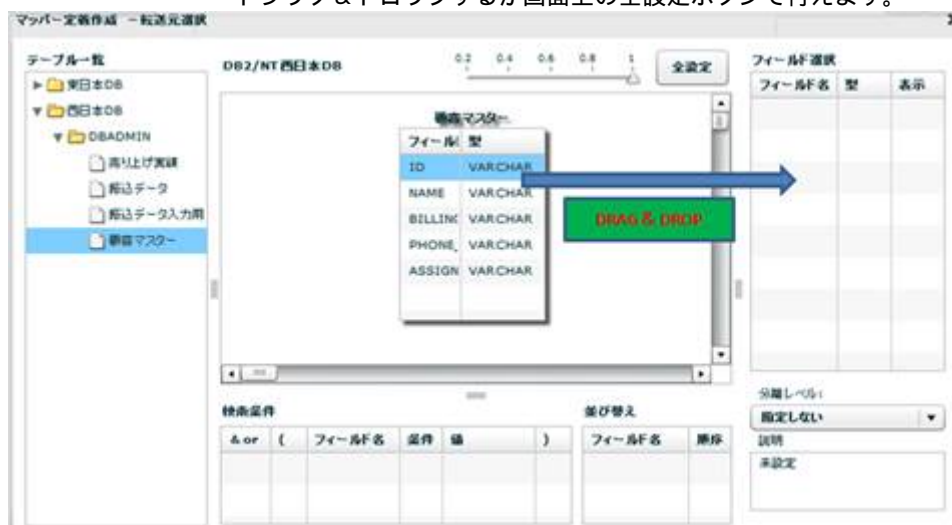 ドラッグ&ドロップするか画面上の全設定ボタンで行えます。
マッパー定義作成 -転送元選択
テーブル一覧
東日本DB
西日本DB
DBADMIN
売り上げ実績
振込データ
振込データ入力用
顧客マスター
DB2/NT 西日本DB
0.2 0.4 0.6 0.8 1
全設定
顧客マスター
フィール 型
ID VARCHAR
NAME VARCHAR
BILLING VARCHAR
PHONE_ VARCHAR
ASSIGN VARCHAR
DRAG & DROP
フィールド選択
フィールド名 型 表示
検索条件
& or ( フィールド名 条件 値 )
並び替え
フィールド名 順序
分離レベル:
指定しない
説明
未設定